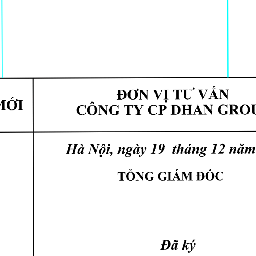 ĐƠN VỊ TƯ VẤN
MỚI
CÔNG TY CP DHAN GROU
Hà Nội, ngày 19 tháng 12 năm
TỔNG GIÁM ĐỐC
Đã ký